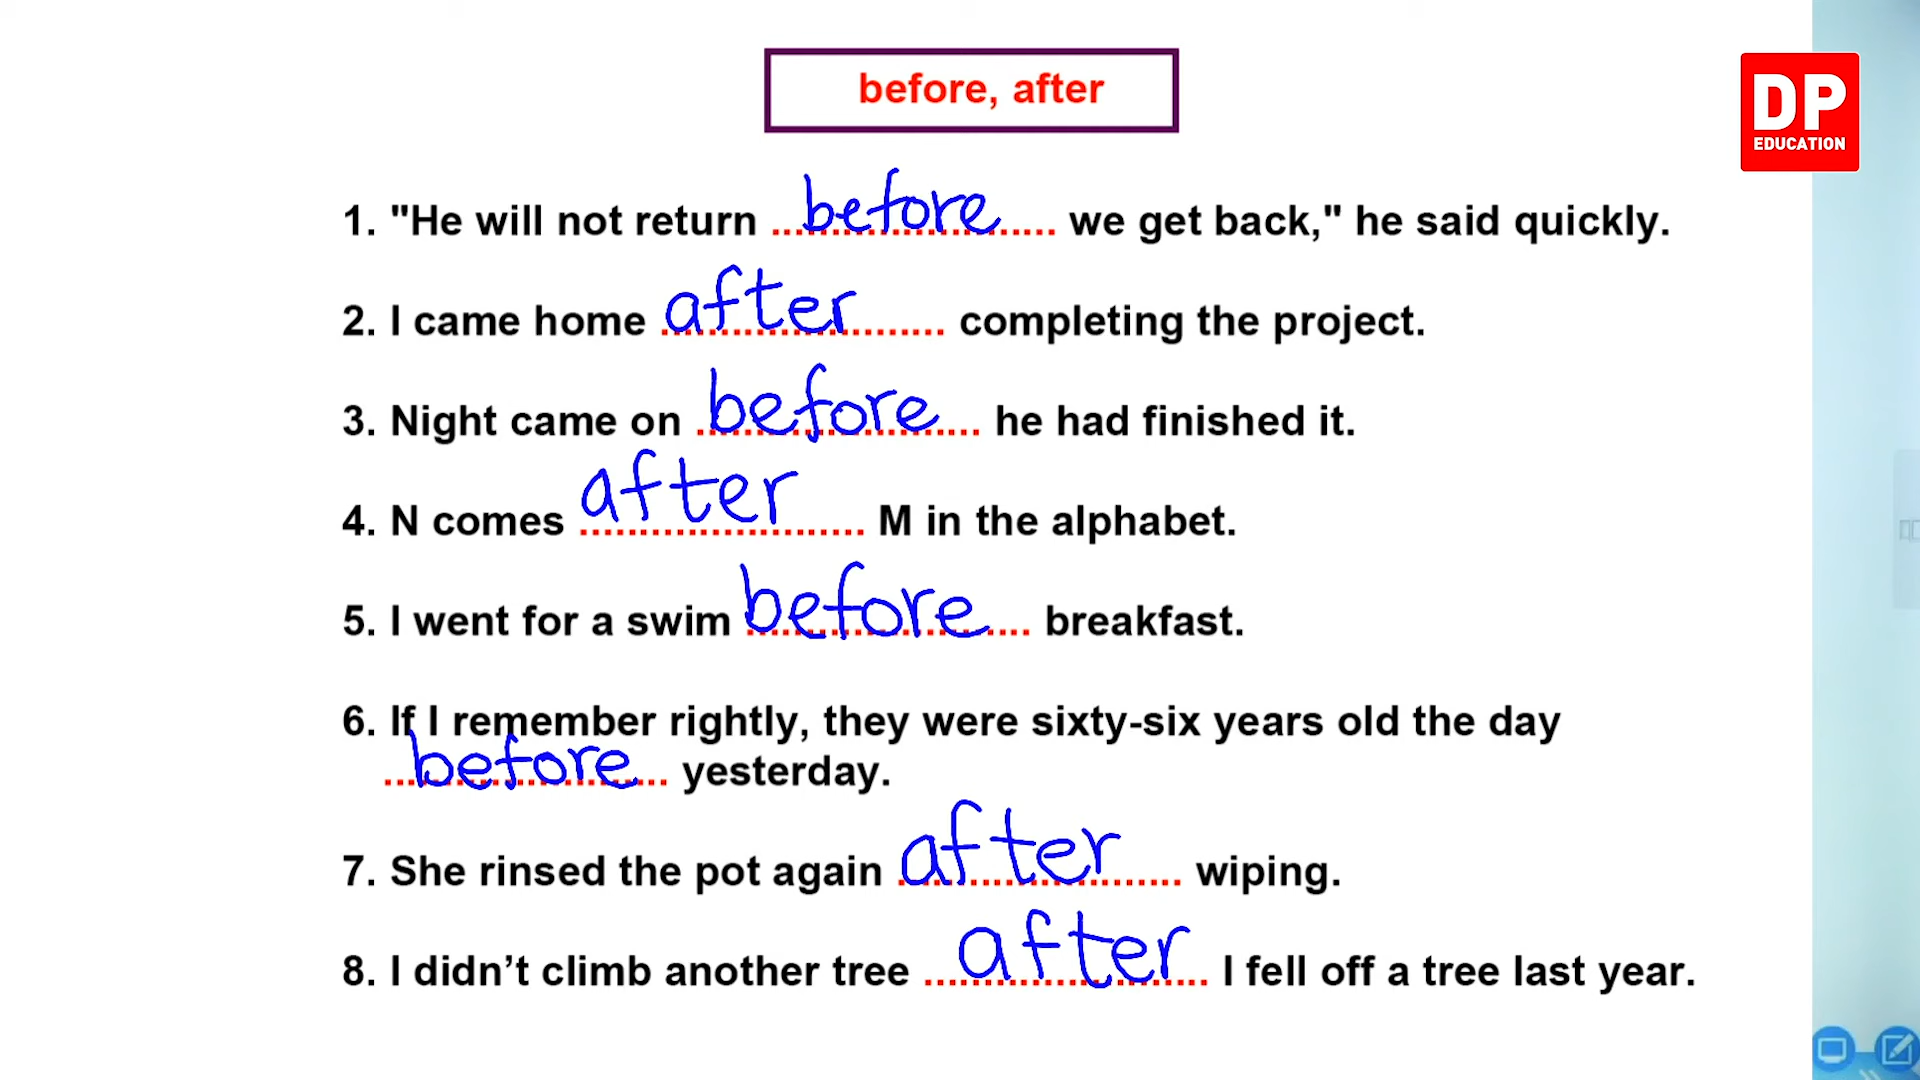 before, after
DP
EDUCATION
1. "He will not return ...before... we get back," he said quickly.
2. I came home after............ completing the project.
3. Night came on .before... he had finished it.
4. N comes after............ M in the alphabet.
5. I went for a swim before... breakfast.
6. If I remember rightly, they were sixty-six years old the day
...before... yesterday.
7. She rinsed the pot again after...... wiping.
8. I didn’t climb another tree ...after... I fell off a tree last year.